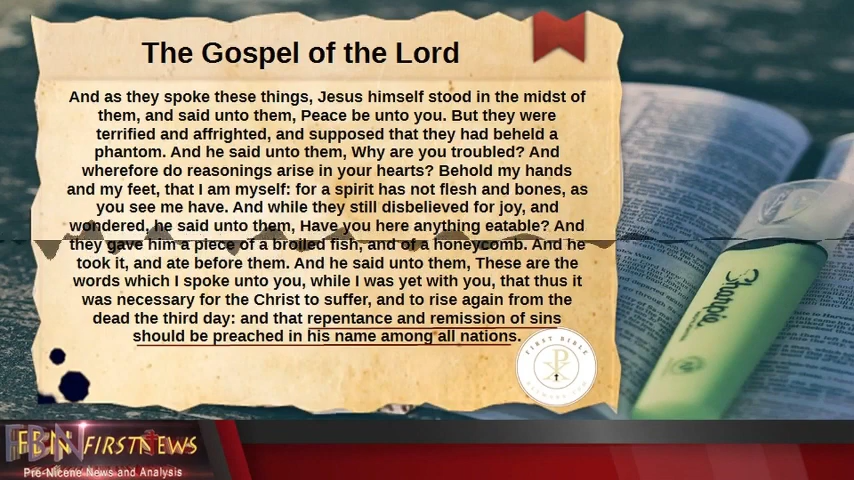 The Gospel of the Lord
And as they spoke these things, Jesus himself stood in the midst of
them, and said unto them, Peace be unto you. But they were
terrified and affrighted, and supposed that they had beheld a
phantom. And he said unto them, Why are you troubled? And
wherefore do reasonings arise in your hearts? Behold my hands
and my feet, that I am myself: for a spirit has not flesh and bones, as
you see me have. And while they still disbelieved for joy, and
wondered, he said unto them, Have you here anything eatable? And
they gave him a piece of a broiled fish, and of a honeycomb. And he
took it, and ate before them. And he said unto them, These are the
words which I spoke unto you, while I was yet with you, that thus it
was necessary for the Christ to suffer, and to rise again from the
dead the third day: and that repentance and remission of sins
should be preached in his name among all nations.
FIRST BIBLE
Sharpie
FBN FIRSTNEWS
Pre-Nicene News and Analysis